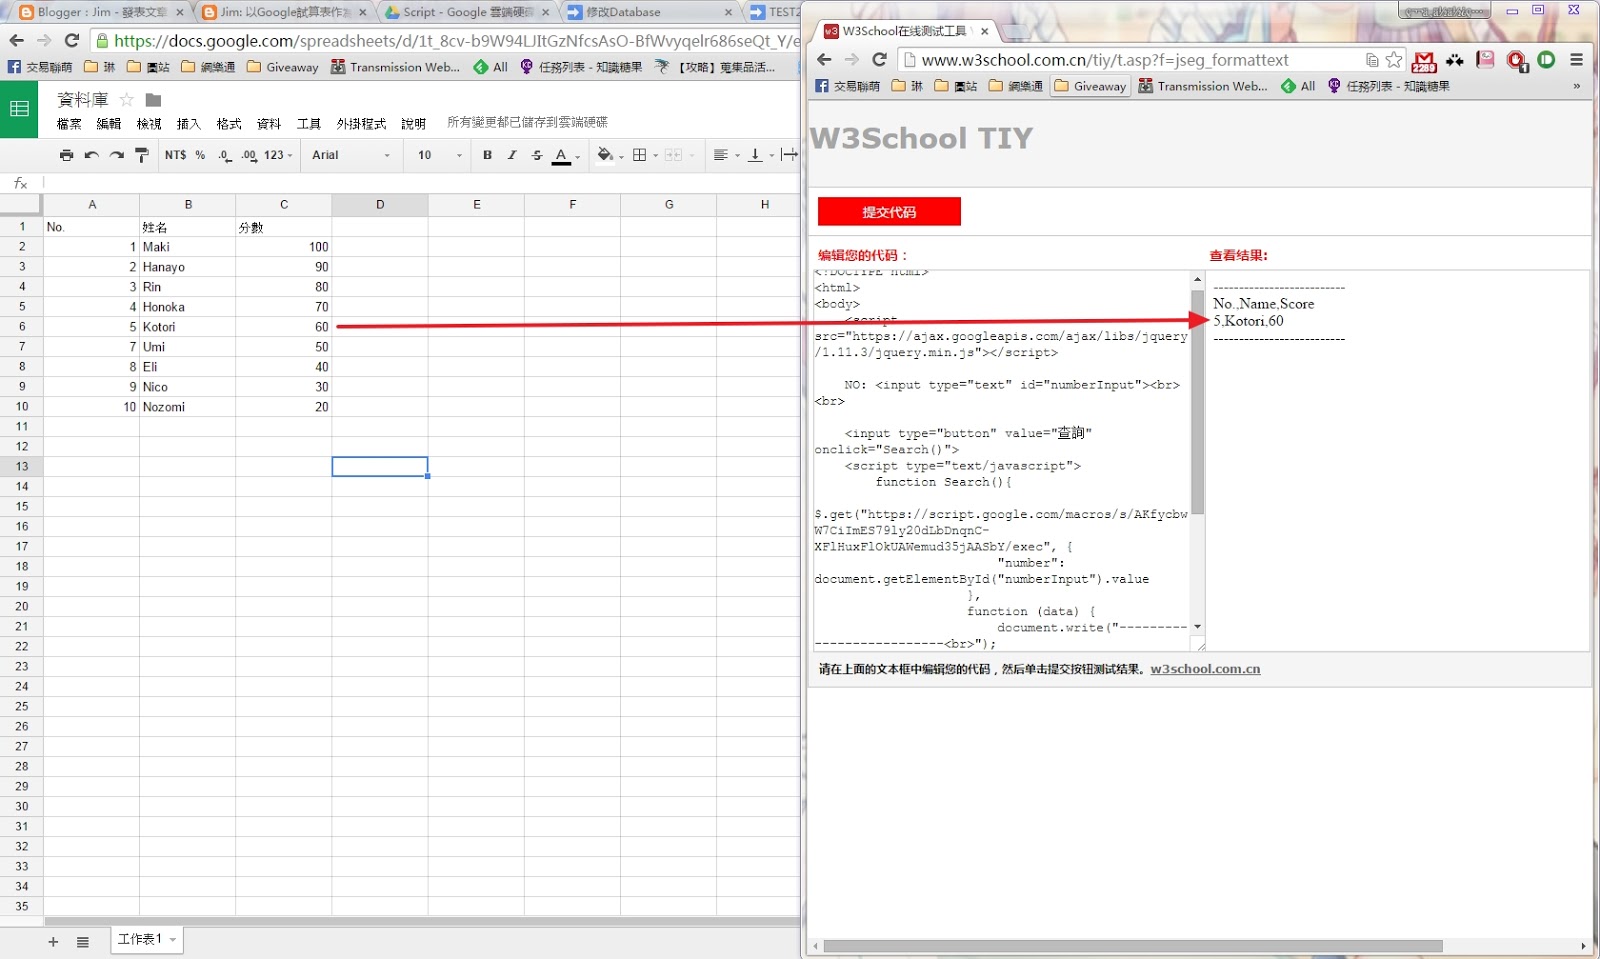 Blogger：Jim - 發表文章
Jim: 以Google試算表作為
Script - Google 雲端硬碟
修改Database
TEST2
https://docs.google.com/spreadsheets/d/1t_8cv-b9W94LJItGzNfcsAsO-BfWvyqelr686seQt_Y/e
交易聯萌 琳 圖站 網樂通 Giveaway Transmission Web... All 任務列表 - 知識糖果 【攻略】蒐集品活...
資料庫
檔案 編輯 檢視 插入 格式 資料 工具 外掛程式 說明 所有變更都已儲存到雲端硬碟
NT$ % .0 .00 123 Arial 10 B I S A
fx
A B C D E F G H
1 No. 姓名 分數
2 1 Maki 100
3 2 Hanayo 90
4 3 Rin 80
5 4 Honoka 70
6 5 Kotori 60
7 7 Umi 50
8 8 Eli 40
9 9 Nico 30
10 10 Nozomi 20
11
12
13
14
15
16
17
18
19
20
21
22
23
24
25
26
27
28
29
30
31
32
33
34
35
工作表1
W3School在线测试工具
www.w3school.com.cn/tiy/t.asp?f=jseg_formattext
2289
1
交易聯萌 琳 圖站 網樂通 Giveaway Transmission Web... All 任務列表 - 知識糖果 »
W3School TIY
提交代码
编辑您的代码：
查看结果:
<!DOCTYPE html>
<html>
<body>
<script
src="https://ajax.googleapis.com/ajax/libs/jquery
/1.11.3/jquery.min.js"></script>
NO: <input type="text" id="numberInput"><br>
<br>
<input type="button" value="查詢"
onclick="Search()">
<script type="text/javascript">
function Search(){
$.get("https://script.google.com/macros/s/AKfycbw
W7CiImES79ly20dLbDnqnC-
XFlHuxFlOkUAWemud35jAASbY/exec", {
"number":
document.getElementById("numberInput").value
},
function (data) {
document.write("---------
-----------------<br>");
--------------------------
No.,Name,Score
5,Kotori,60
--------------------------
请在上面的文本框中编辑您的代码，然后单击提交按钮测试结果。w3school.com.cn